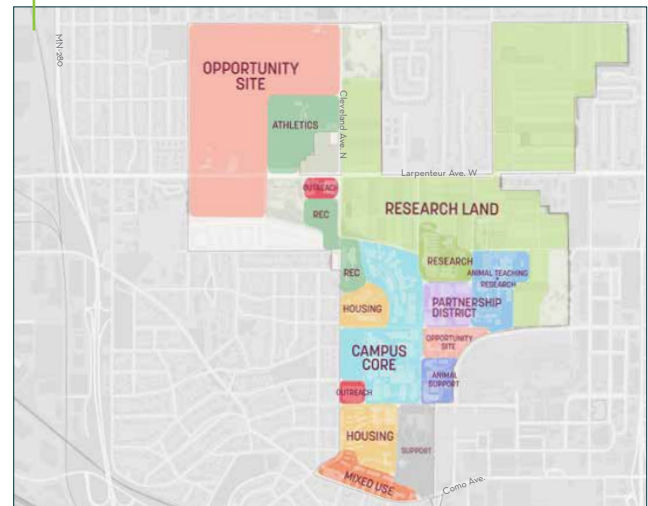 MN-280
OPPORTUNITY
SITE
ATHLETICS
Cleveland Ave. N
Larpenteur Ave. W
OUTREACH
REC
RESEARCH LAND
REC
RESEARCH
ANIMAL TEACHING
+
RESEARCH
HOUSING
PARTNERSHIP
DISTRICT
OPPORTUNITY
SITE
CAMPUS
CORE
ANIMAL
SUPPORT
OUTREACH
HOUSING
SUPPORT
MIXED USE
Como Ave.